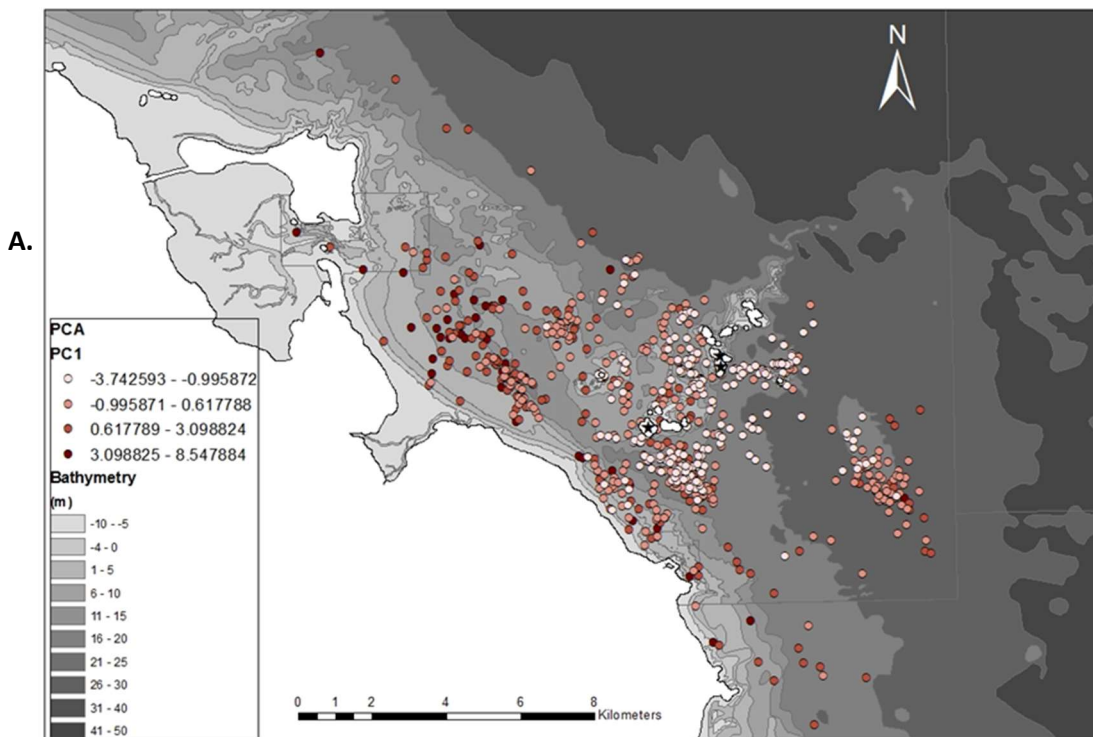 N
A.
PCA
PC1
-3.742593 - -0.995872
-0.995871 - 0.617788
0.617789 - 3.098824
3.098825 - 8.547884
Bathymetry
(m)
-10 - -5
-4 - 0
1 - 5
6 - 10
11 - 15
16 - 20
21 - 25
26 - 30
31 - 40
41 - 50
0 1 2 4 6 8
Kilometers